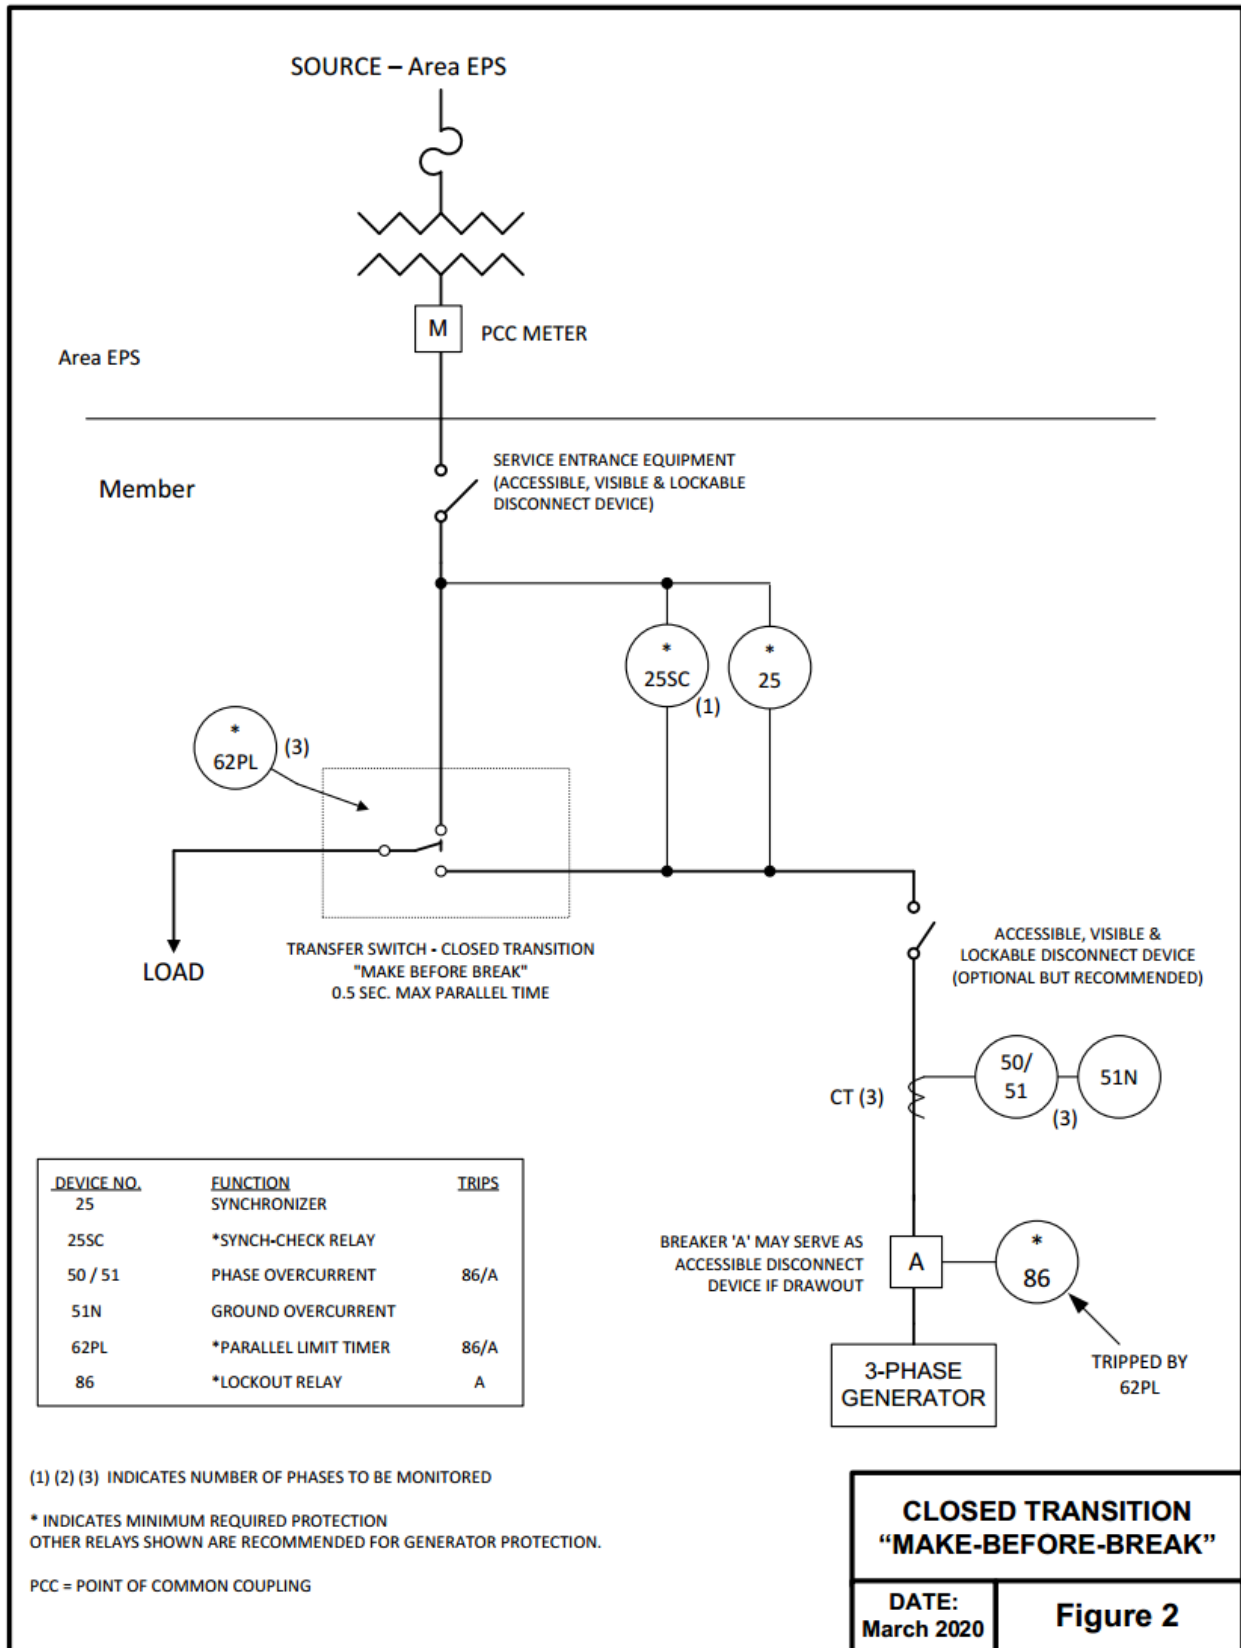 SOURCE – Area EPS
M
PCC METER
Area EPS
Member
SERVICE ENTRANCE EQUIPMENT
(ACCESSIBLE, VISIBLE & LOCKABLE
DISCONNECT DEVICE)
*
25SC
(1)
*
25
*
62PL
(3)
LOAD
TRANSFER SWITCH - CLOSED TRANSITION
"MAKE BEFORE BREAK"
0.5 SEC. MAX PARALLEL TIME
ACCESSIBLE, VISIBLE &
LOCKABLE DISCONNECT DEVICE
(OPTIONAL BUT RECOMMENDED)
CT (3)
50/
51
(3)
51N
BREAKER 'A' MAY SERVE AS
ACCESSIBLE DISCONNECT
DEVICE IF DRAWOUT
A
*
86
TRIPPED BY
62PL
3-PHASE
GENERATOR
DEVICE NO. FUNCTION TRIPS
25 SYNCHRONIZER
25SC *SYNCH-CHECK RELAY
50 / 51 PHASE OVERCURRENT 86/A
51N GROUND OVERCURRENT
62PL *PARALLEL LIMIT TIMER 86/A
86 *LOCKOUT RELAY A
(1) (2) (3) INDICATES NUMBER OF PHASES TO BE MONITORED
* INDICATES MINIMUM REQUIRED PROTECTION
OTHER RELAYS SHOWN ARE RECOMMENDED FOR GENERATOR PROTECTION.
PCC = POINT OF COMMON COUPLING
CLOSED TRANSITION
“MAKE-BEFORE-BREAK”
DATE:
March 2020
Figure 2